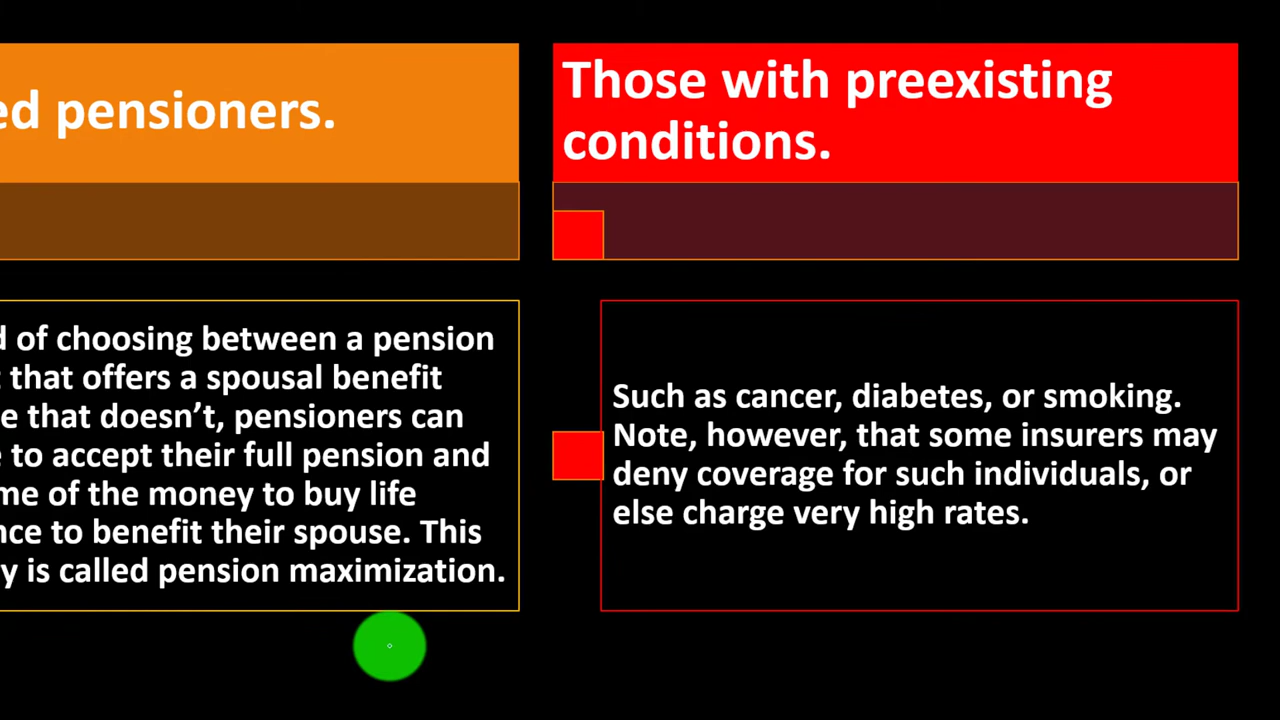 ed pensioners.
d of choosing between a pension
that offers a spousal benefit
e that doesn’t, pensioners can
e to accept their full pension and
me of the money to buy life
nce to benefit their spouse. This
y is called pension maximization.
Those with preexisting
conditions.
Such as cancer, diabetes, or smoking.
Note, however, that some insurers may
deny coverage for such individuals, or
else charge very high rates.